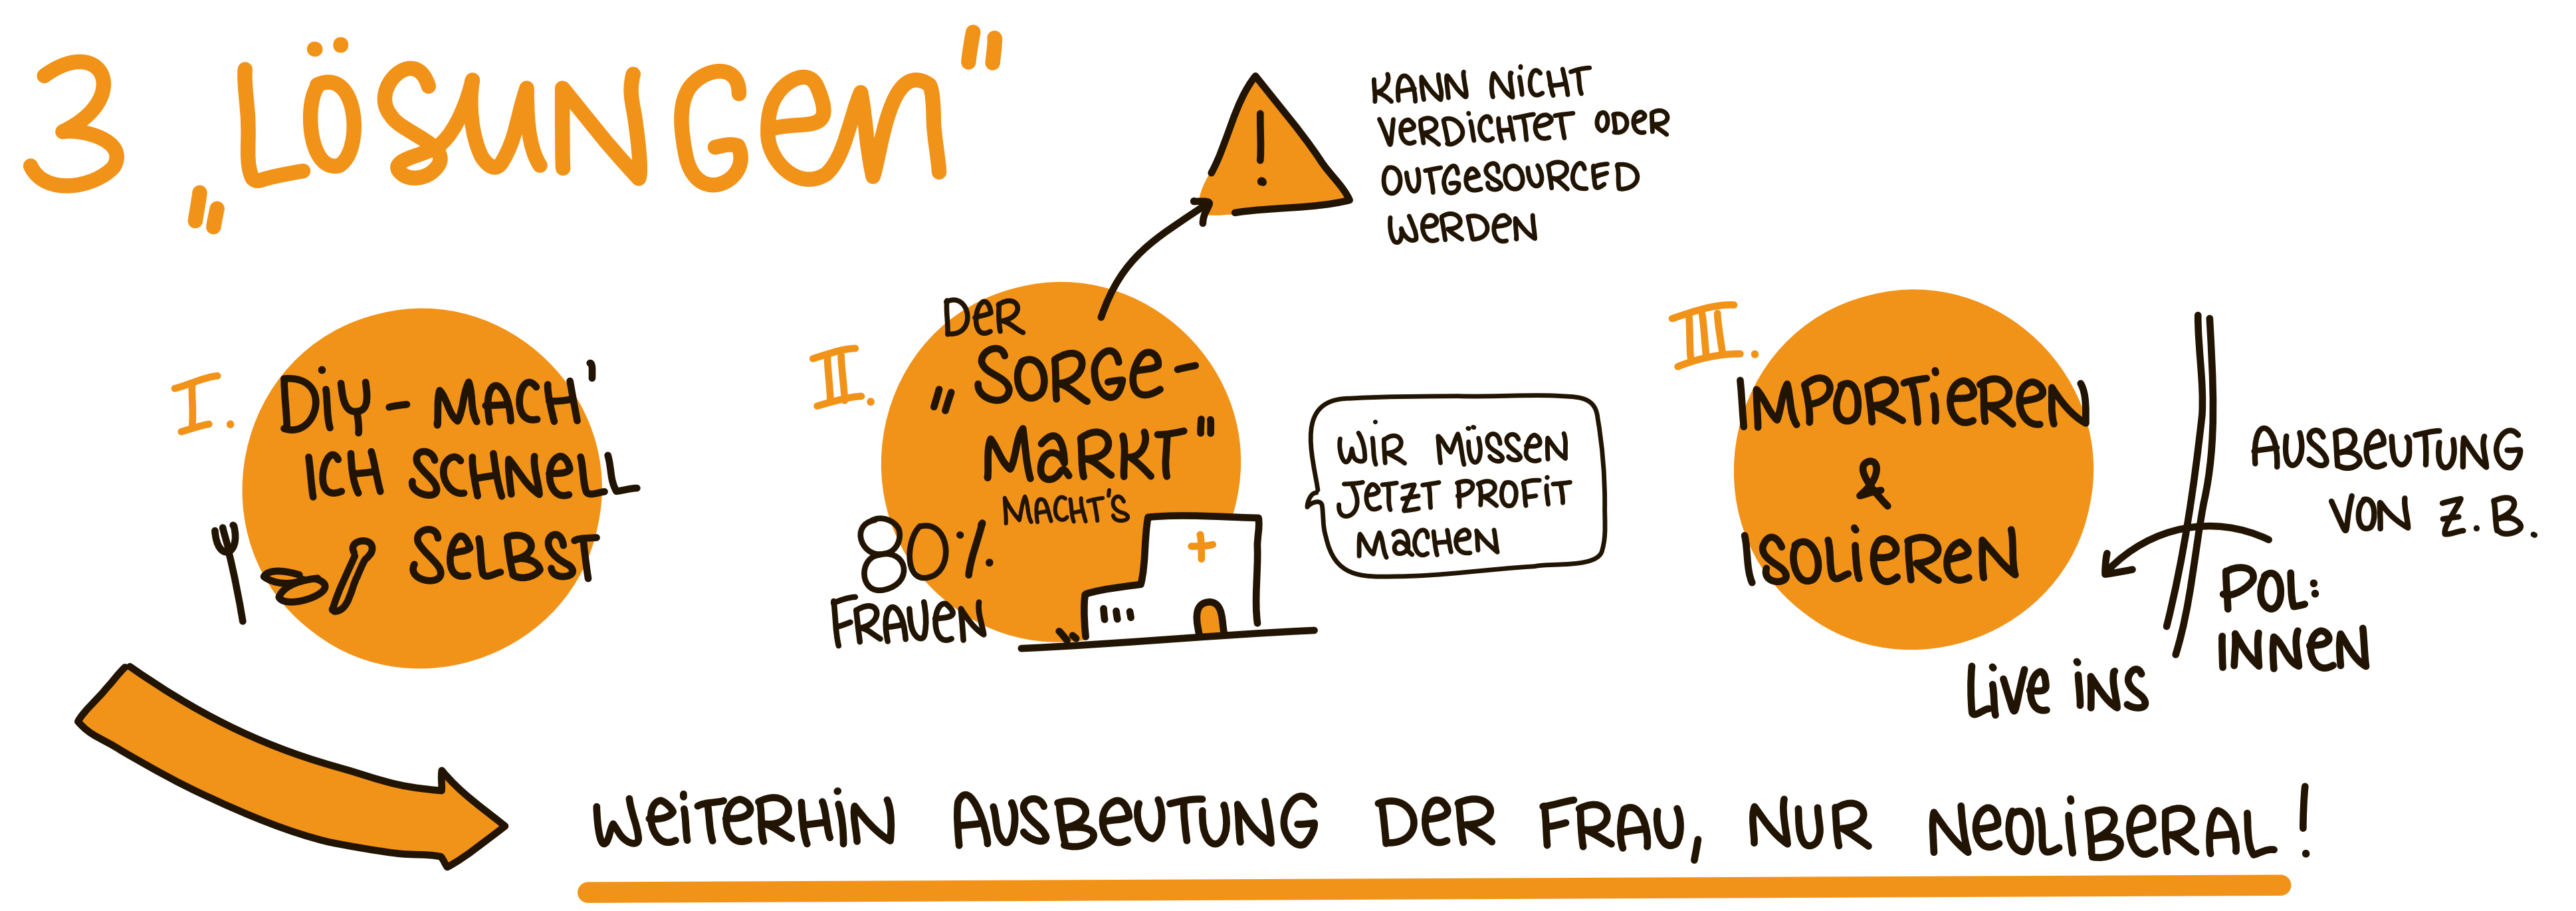 3 „Lösungen"
I.
DIY - MACH'
ICH SCHNELL
SELBST
II.
DER
„SORGE-
MARKT"
MACHT'S
80%
FRAUEN
KANN NICHT
VERDICHTET ODER
OUTGESOURCED
WERDEN
!
WIR MÜSSEN
JETZT PROFIT
MACHEN
III.
IMPORTIEREN
&
ISOLIEREN
AUSBEUTUNG
VON Z.B.
POL:
INNEN
LIVE INS
WEITERHIN AUSBEUTUNG DER FRAU, NUR NEOLIBERAL!